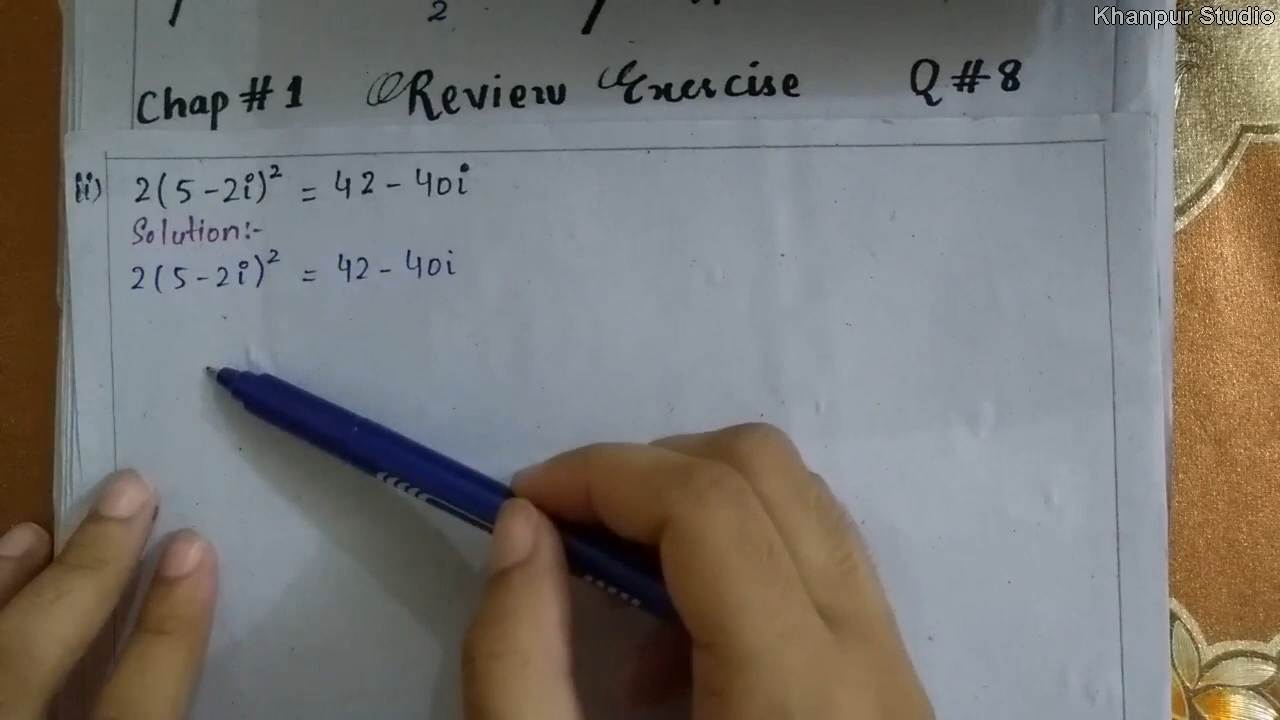 Khanpur Studio
2
Chap #1 Review Exercise Q #8
ii) 2(5-2i)² = 42-40i
Solution:-
2(5-2i)² = 42-40i